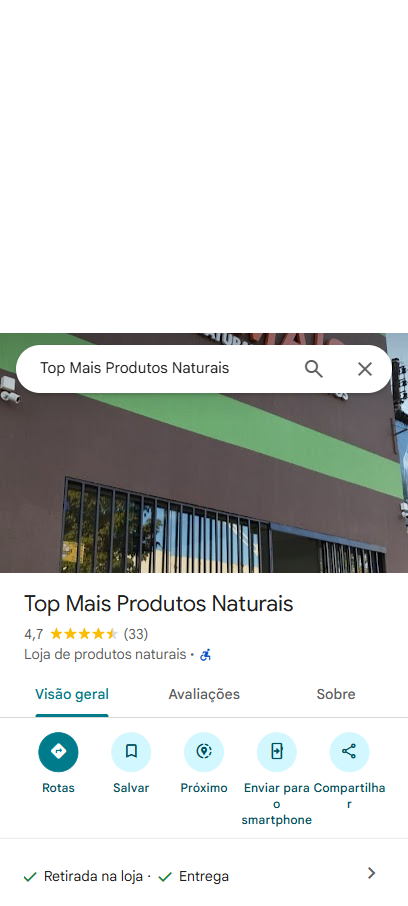 Top Mais Produtos Naturais
Top Mais Produtos Naturais
4,7 (33)
Loja de produtos naturais ·
Visão geral Avaliações Sobre
Rotas Salvar Próximo Enviar para Compartilha
o r
smartphone
Retirada na loja · Entrega